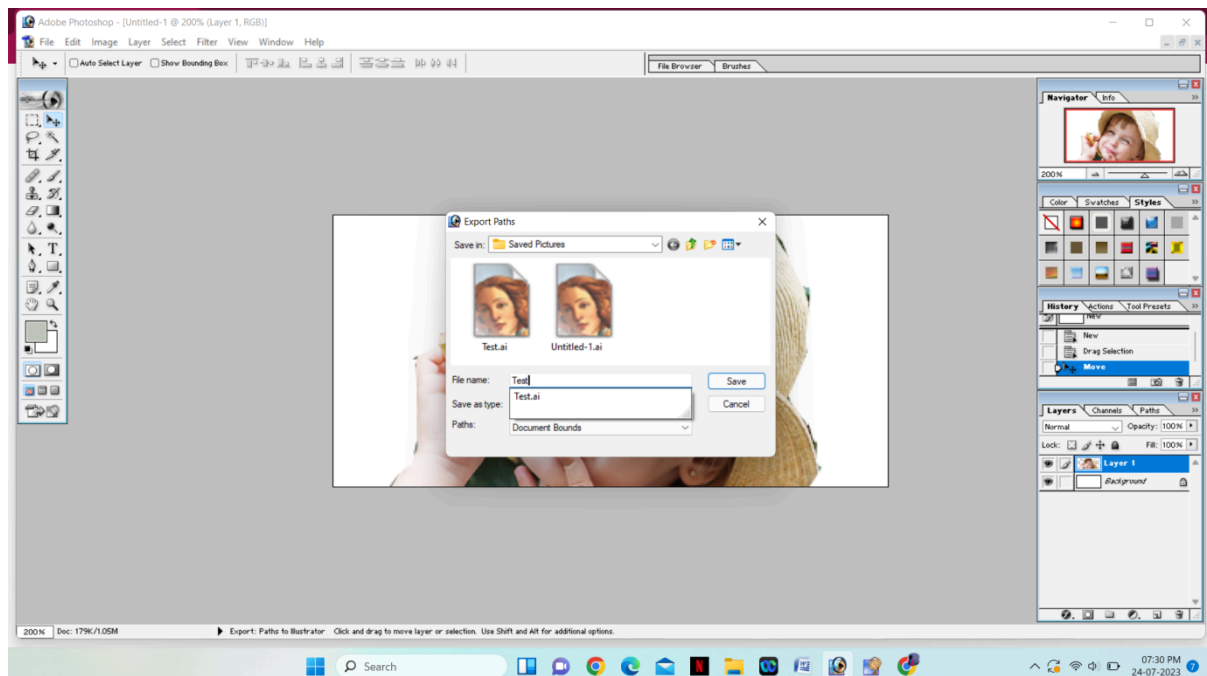 Adobe Photoshop - [Untitled-1 @ 200% (Layer 1, RGB)]
File Edit Image Layer Select Filter View Window Help
Auto Select Layer Show Bounding Box
File Browser Brushes
Navigator Info
200%
Color Swatches Styles
History Actions Tool Presets
New
New
Drag Selection
Move
Layers Channels Paths
Normal Opacity: 100%
Lock: Fill: 100%
Layer 1
Background
Export Paths
Save in: Saved Pictures
Test.ai Untitled-1.ai
File name: Test Save
Test.ai
Save as type: Cancel
Paths: Document Bounds
200% Doc: 179K/1.05M Export: Paths to Illustrator Click and drag to move layer or selection. Use Shift and Alt for additional options.
Search
07:30 PM
24-07-2023
7